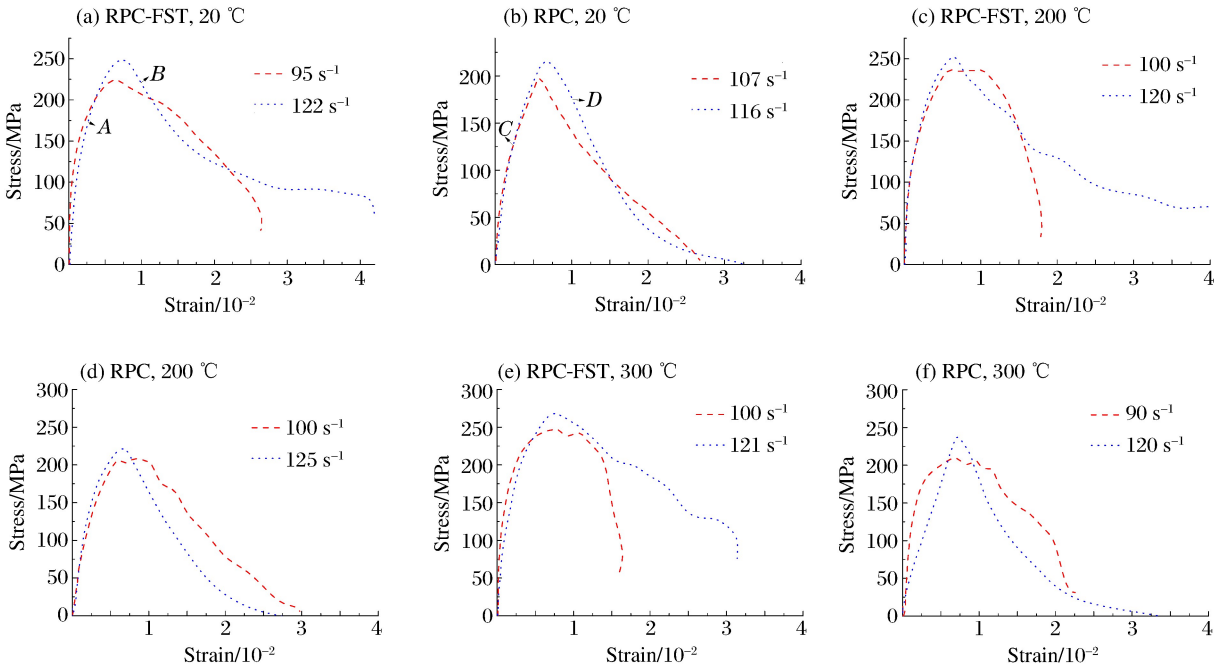 (a) RPC-FST, 20 ℃
250
200
150
100
50
0
Stress/MPa
A
B
95 s⁻¹
122 s⁻¹
1
2
3
4
Strain/10⁻²
(b) RPC, 20 ℃
200
150
100
50
0
Stress/MPa
C
D
107 s⁻¹
116 s⁻¹
1
2
3
4
Strain/10⁻²
(c) RPC-FST, 200 ℃
250
200
150
100
50
0
Stress/MPa
100 s⁻¹
120 s⁻¹
1
2
3
4
Strain/10⁻²
(d) RPC, 200 ℃
300
250
200
150
100
50
0
Stress/MPa
100 s⁻¹
125 s⁻¹
1
2
3
4
Strain/10⁻²
(e) RPC-FST, 300 ℃
300
250
200
150
100
50
0
Stress/MPa
100 s⁻¹
121 s⁻¹
1
2
3
4
Strain/10⁻²
(f) RPC, 300 ℃
300
250
200
150
100
50
0
Stress/MPa
90 s⁻¹
120 s⁻¹
1
2
3
4
Strain/10⁻²